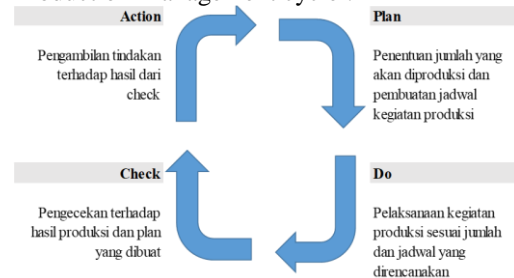 Action
Pengambilan tindakan
terhadap hasil dari
check
Plan
Penentuan jumlah yang
akan diproduksi dan
pembuatan jadwal
kegiatan produksi
Check
Pengecekan terhadap
hasil produksi dan plan
yang dibuat
Do
Pelaksanaan kegiatan
produksi sesuai jumlah
dan jadwal yang
direncanakan